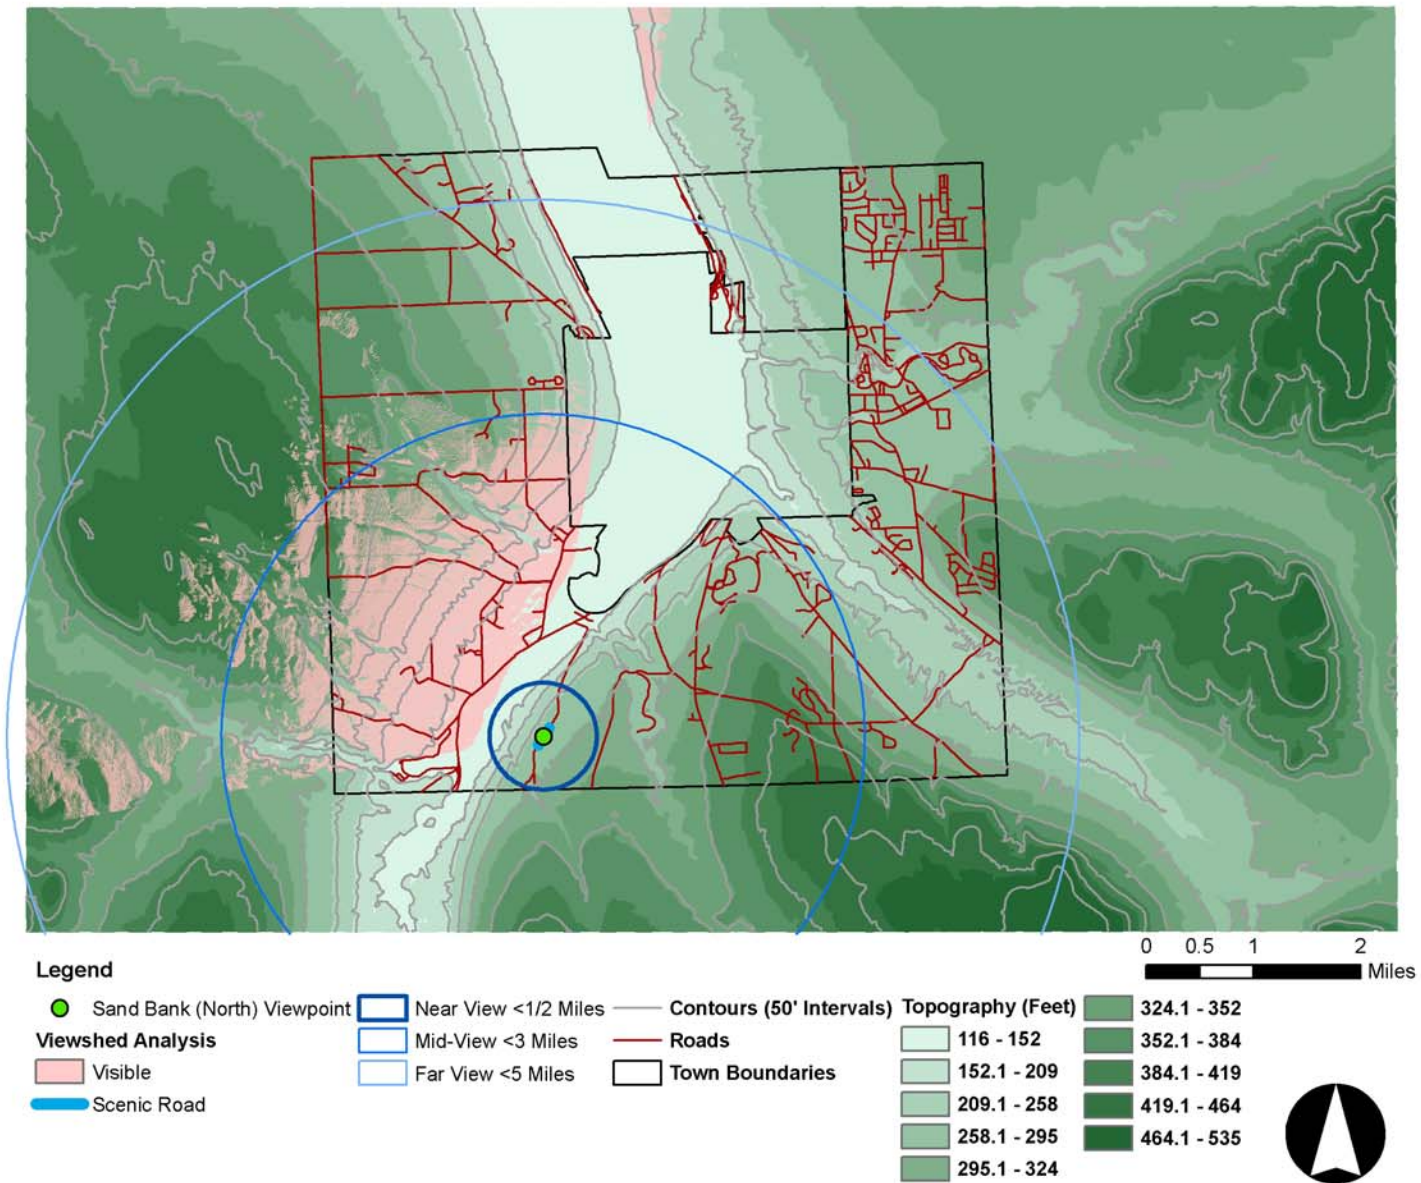 0 0.5 1 2
Miles
Legend
Sand Bank (North) Viewpoint
Viewshed Analysis
Visible
Scenic Road
Near View <1/2 Miles
Mid-View <3 Miles
Far View <5 Miles
Contours (50' Intervals)
Roads
Town Boundaries
Topography (Feet)
116 - 152
152.1 - 209
209.1 - 258
258.1 - 295
295.1 - 324
324.1 - 352
352.1 - 384
384.1 - 419
419.1 - 464
464.1 - 535